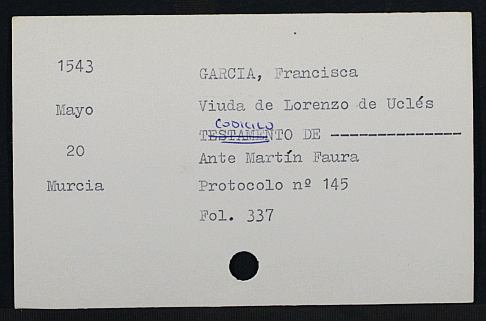 1543
GARCIA, Francisca
Mayo
Viuda de Lorenzo de Uclés
CODICILO
TESTAMENTO DE --------------
20
Ante Martín Faura
Murcia
Protocolo nº 145
Fol. 337